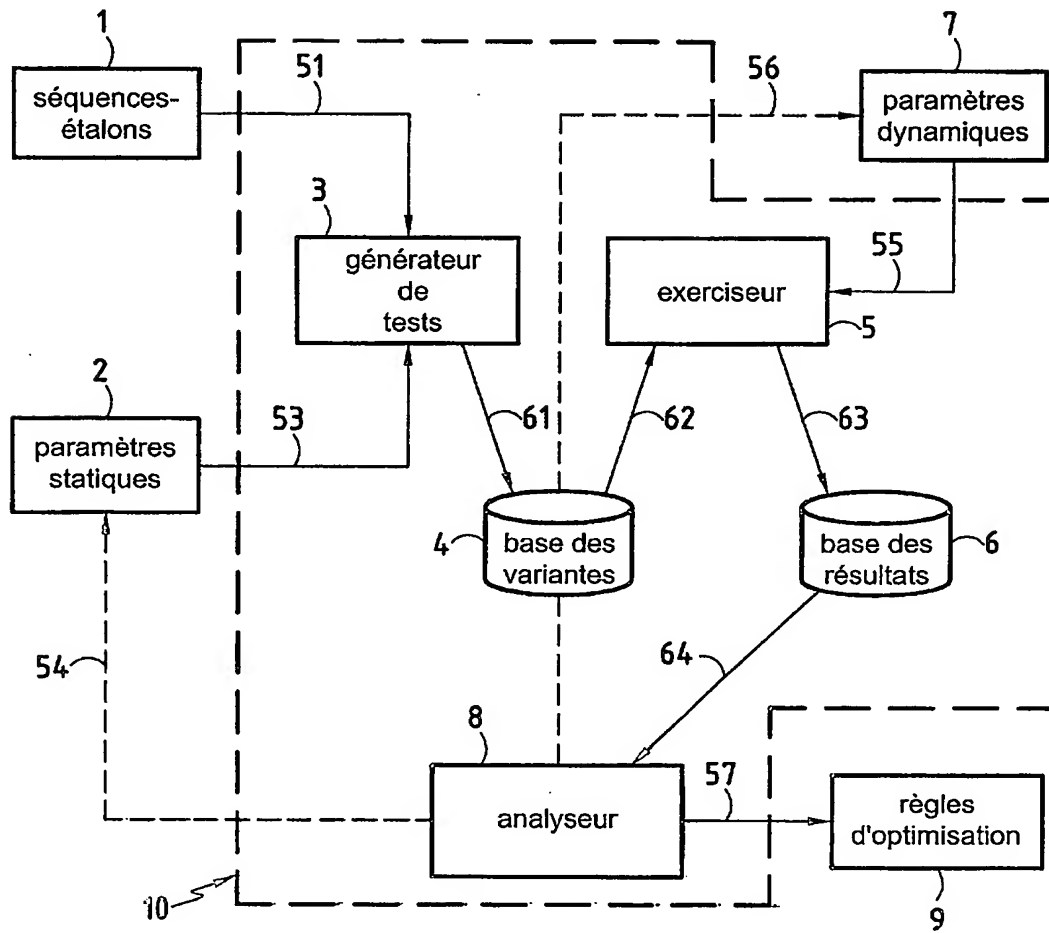 1
séquences-
étalons
51
56
7
paramètres
dynamiques
3
générateur
de
tests
exerciseur
55
5
2
paramètres
statiques
53
61
62
63
4
base des
variantes
base des
résultats
6
54
64
8
analyseur
57
règles
d'optimisation
10
9